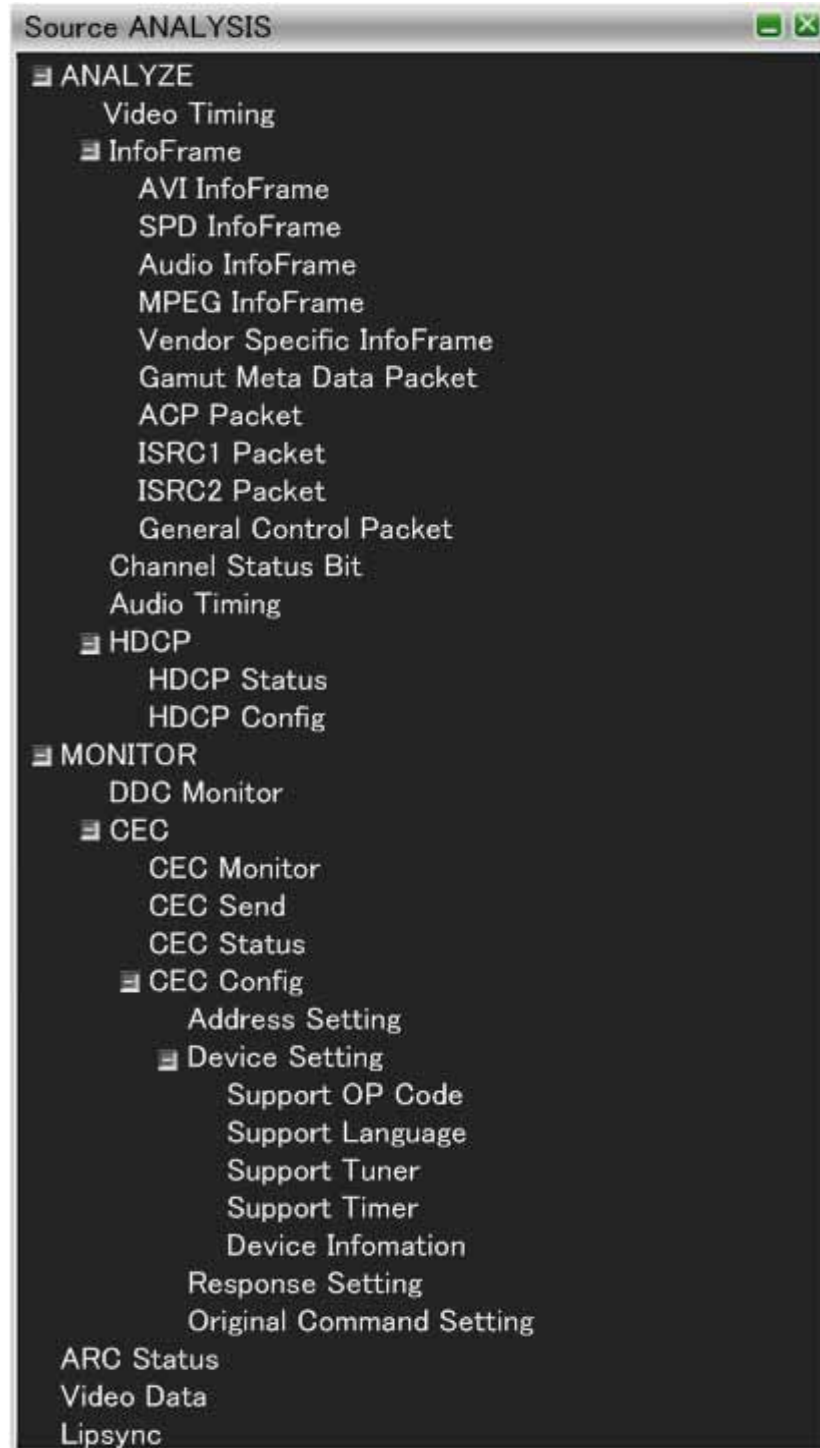 Source ANALYSIS
ANALYZE
Video Timing
InfoFrame
AVI InfoFrame
SPD InfoFrame
Audio InfoFrame
MPEG InfoFrame
Vendor Specific InfoFrame
Gamut Meta Data Packet
ACP Packet
ISRC1 Packet
ISRC2 Packet
General Control Packet
Channel Status Bit
Audio Timing
HDCP
HDCP Status
HDCP Config
MONITOR
DDC Monitor
CEC
CEC Monitor
CEC Send
CEC Status
CEC Config
Address Setting
Device Setting
Support OP Code
Support Language
Support Tuner
Support Timer
Device Infomation
Response Setting
Original Command Setting
ARC Status
Video Data
Lipsync